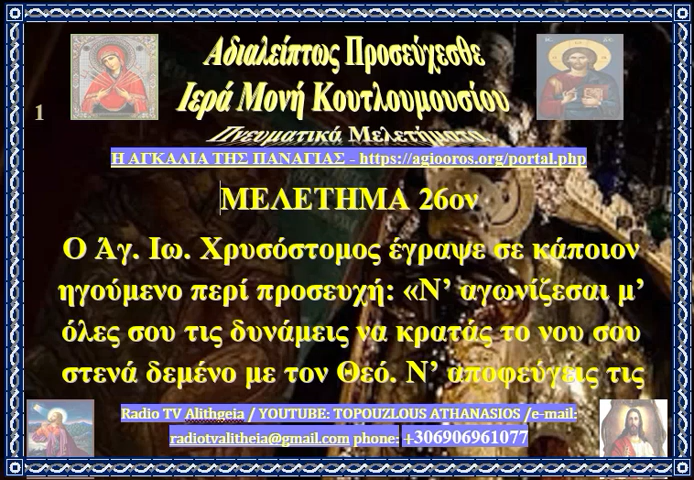 Αδιαλείπτως Προσεύχεσθε
Ιερά Μονή Κουτλουμουσίου
1
Πνευματικά Μελετήματα.
Η ΑΓΚΑΛΙΑ ΤΗΣ ΠΑΝΑΓΙΑΣ - https://agiooros.org/portal.php
ΜΕΛΕΤΗΜΑ 26ον
Ο Άγ. Ιω. Χρυσόστομος έγραψε σε κάποιον
ηγούμενο περί προσευχή: «Ν’ αγωνίζεσαι μ’
όλες σου τις δυνάμεις να κρατάς το νου σου
στενά δεμένο με τον Θεό. Ν’ αποφεύγεις τις
Radio TV Alithgeia / YOUTUBE: TOPOUZLOUS ATHANASIOS /e-mail:
radiotvalitheia@gmail.com phone: +306906961077